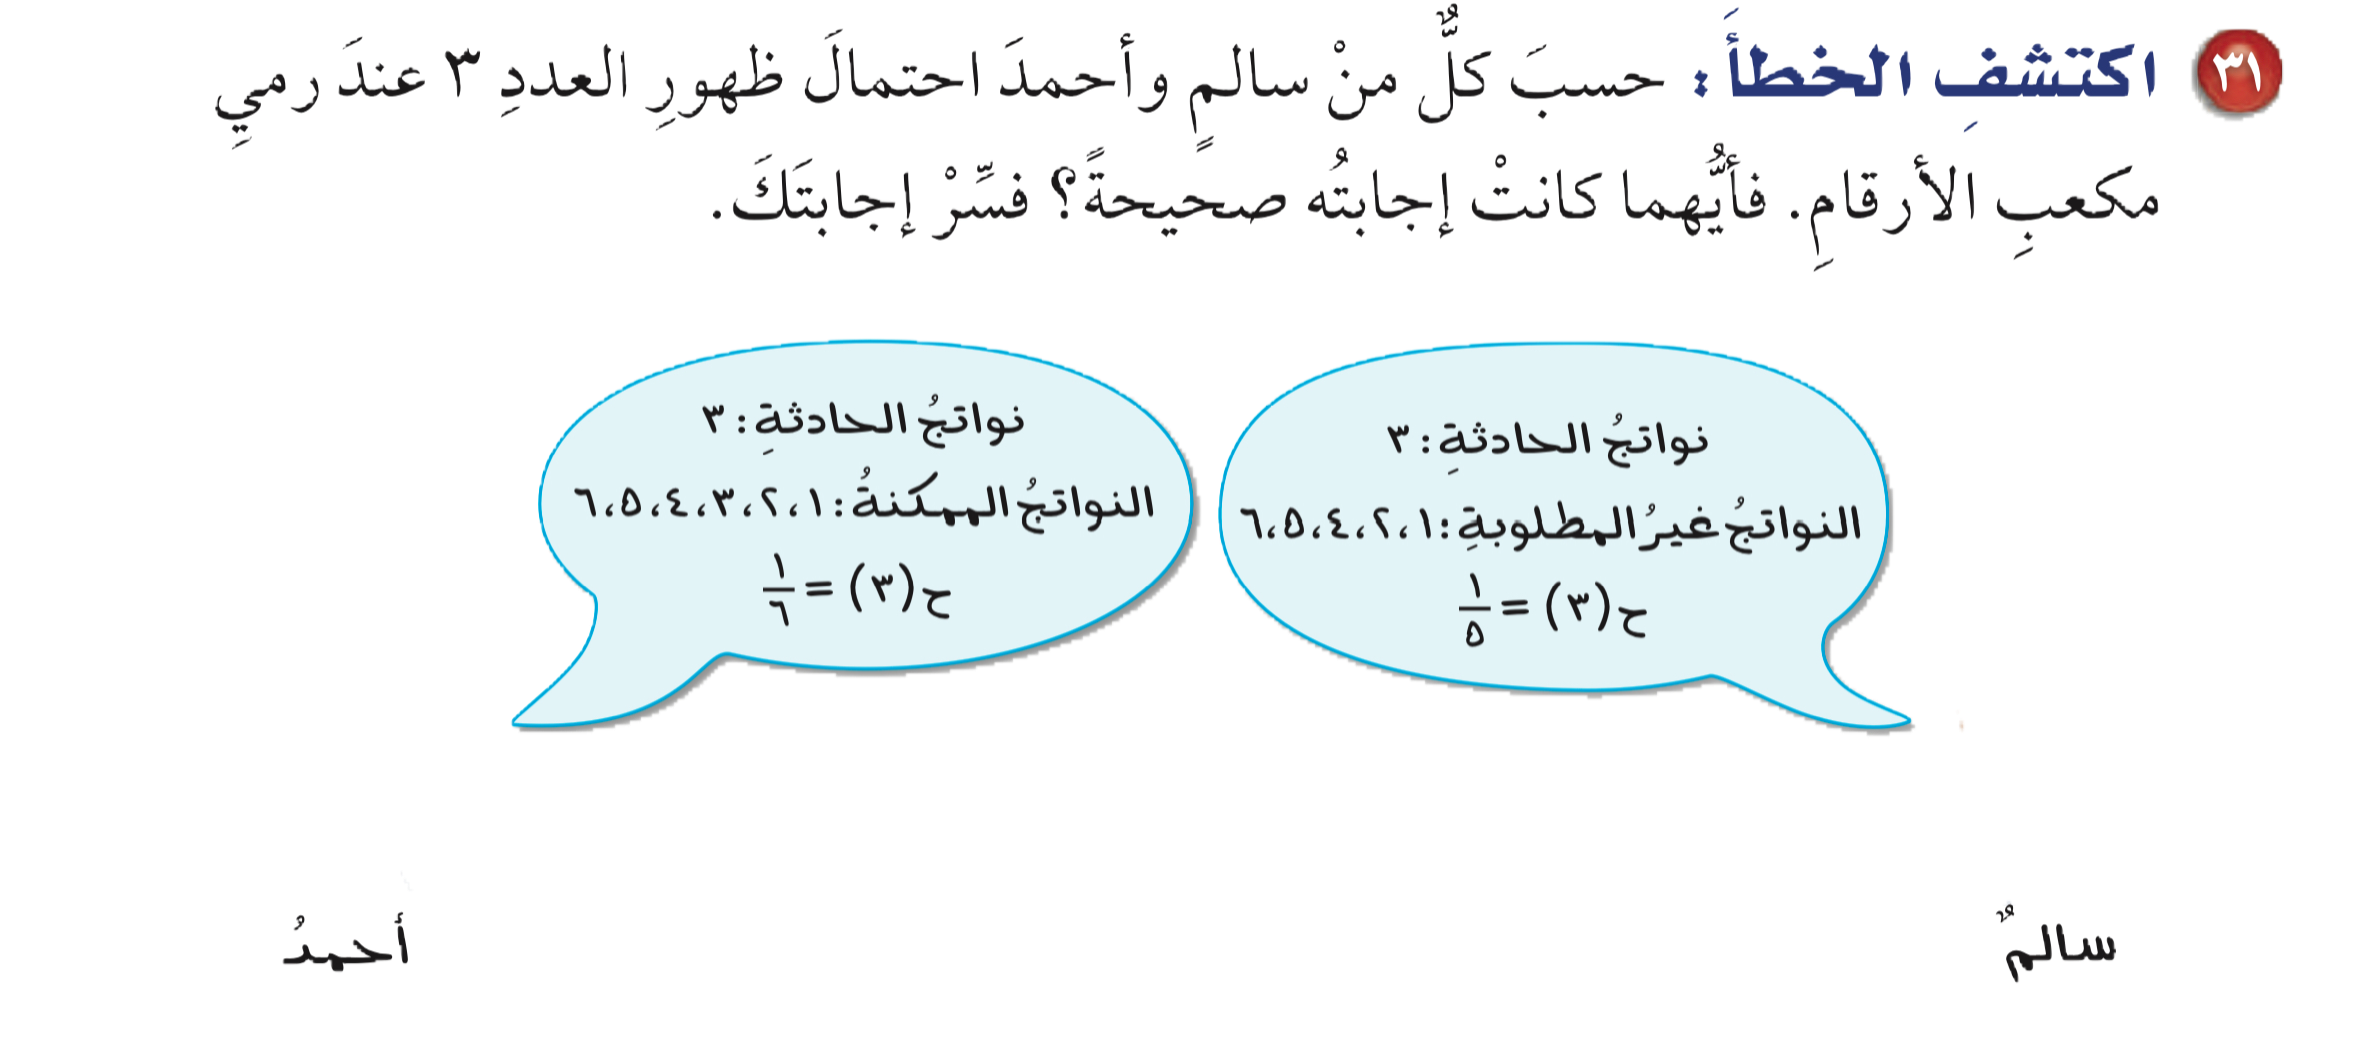 ٣١ اكتشفِ الخطأَ: حسبَ كلٌّ منْ سالمٍ وأحمدَ احتمالَ ظهورِ العددِ ٣ عندَ رميِ
مكعبِ الأرقامِ. فأيُّهما كانتْ إجابتُه صحيحةً؟ فسِّرْ إجابتَكَ.
نواتجُ الحادثةِ: ٣
النواتجُ غيرُ المطلوبةِ: ١، ٢، ٤، ٥، ٦
ح(٣) = ١/٥
نواتجُ الحادثةِ: ٣
النواتجُ الممكنةُ: ١، ٢، ٣، ٤، ٥، ٦
ح(٣) = ١/٦
سالمٌ
أحمدُ